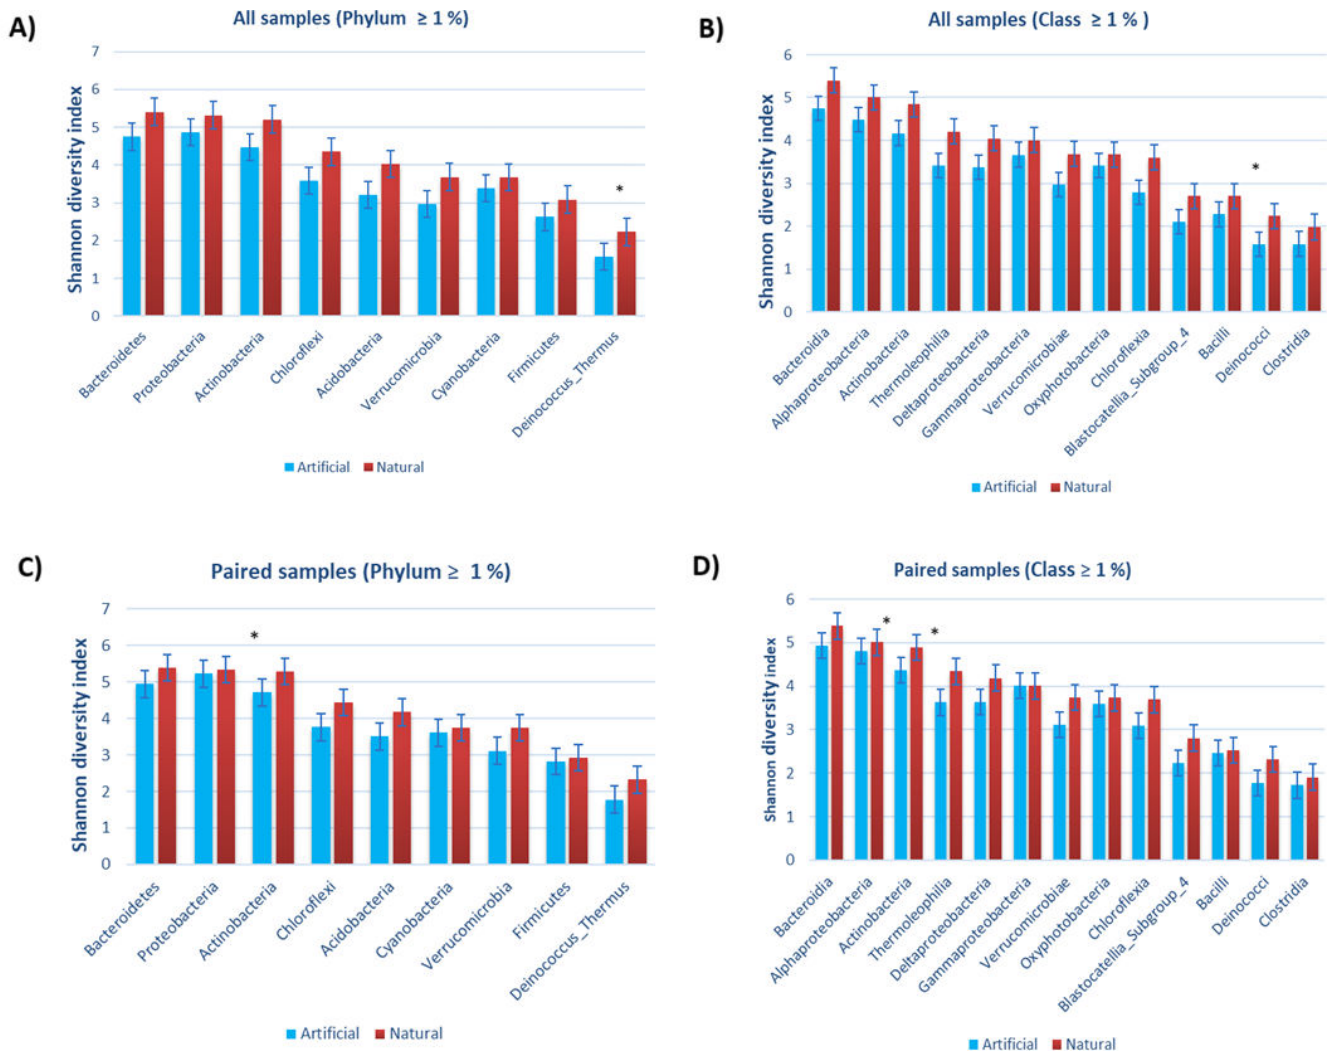 A)
All samples (Phylum ≥ 1 %)
Shannon diversity index
7
6
5
4
3
2
1
0
*
Bacteroidetes
Proteobacteria
Actinobacteria
Chloroflexi
Acidobacteria
Verrucomicrobia
Cyanobacteria
Firmicutes
Deinococcus_Thermus
Artificial Natural
B)
All samples (Class ≥ 1 % )
Shannon diversity index
6
5
4
3
2
1
0
*
Bacteroidia
Alphaproteobacteria
Actinobacteria
Thermoleophilia
Deltaproteobacteria
Gammaproteobacteria
Verrucomicrobiae
Oxyphotobacteria
Chloroflexia
Blastocatellia_Subgroup_4
Bacilli
Deinococci
Clostridia
Artificial Natural
C)
Paired samples (Phylum ≥ 1 %)
Shannon diversity index
7
6
5
4
3
2
1
0
*
Bacteroidetes
Proteobacteria
Actinobacteria
Chloroflexi
Acidobacteria
Cyanobacteria
Verrucomicrobia
Firmicutes
Deinococcus_Thermus
Artificial Natural
D)
Paired samples (Class ≥ 1 %)
Shannon diversity index
6
5
4
3
2
1
0
* *
Bacteroidia
Alphaproteobacteria
Actinobacteria
Thermoleophilia
Deltaproteobacteria
Gammaproteobacteria
Verrucomicrobiae
Oxyphotobacteria
Chloroflexia
Blastocatellia_Subgroup_4
Bacilli
Deinococci
Clostridia
Artificial Natural